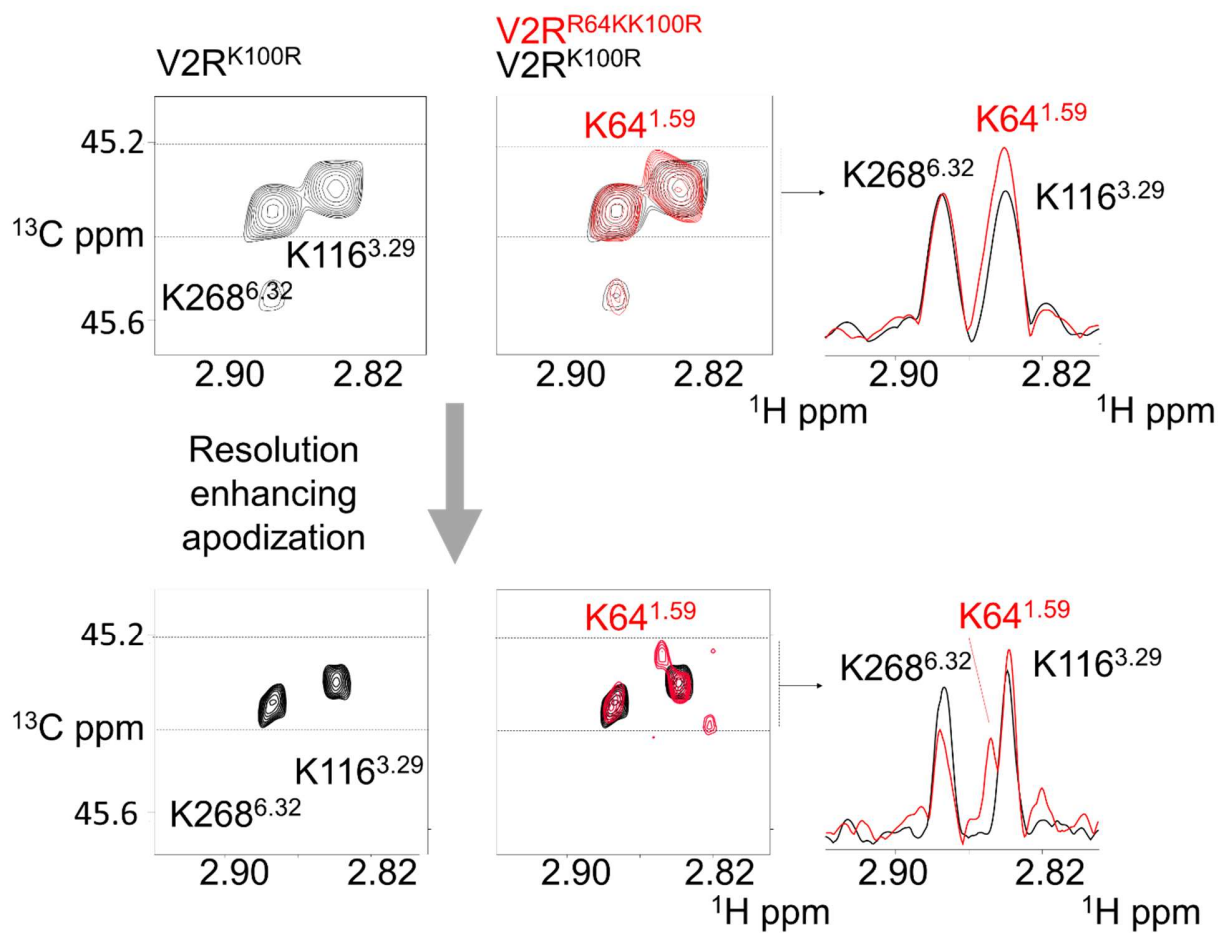 V2R^K100R
V2R^R64KK100R
V2R^K100R
45.2
13C ppm
45.6
K116^3.29
K268^6.32
2.90 2.82
K64^1.59
2.90 2.82
1H ppm
K64^1.59
K268^6.32
K116^3.29
2.90 2.82
1H ppm
Resolution
enhancing
apodization
45.2
13C ppm
45.6
K116^3.29
K268^6.32
2.90 2.82
K64^1.59
2.90 2.82
1H ppm
K64^1.59
K268^6.32
K116^3.29
2.90 2.82
1H ppm